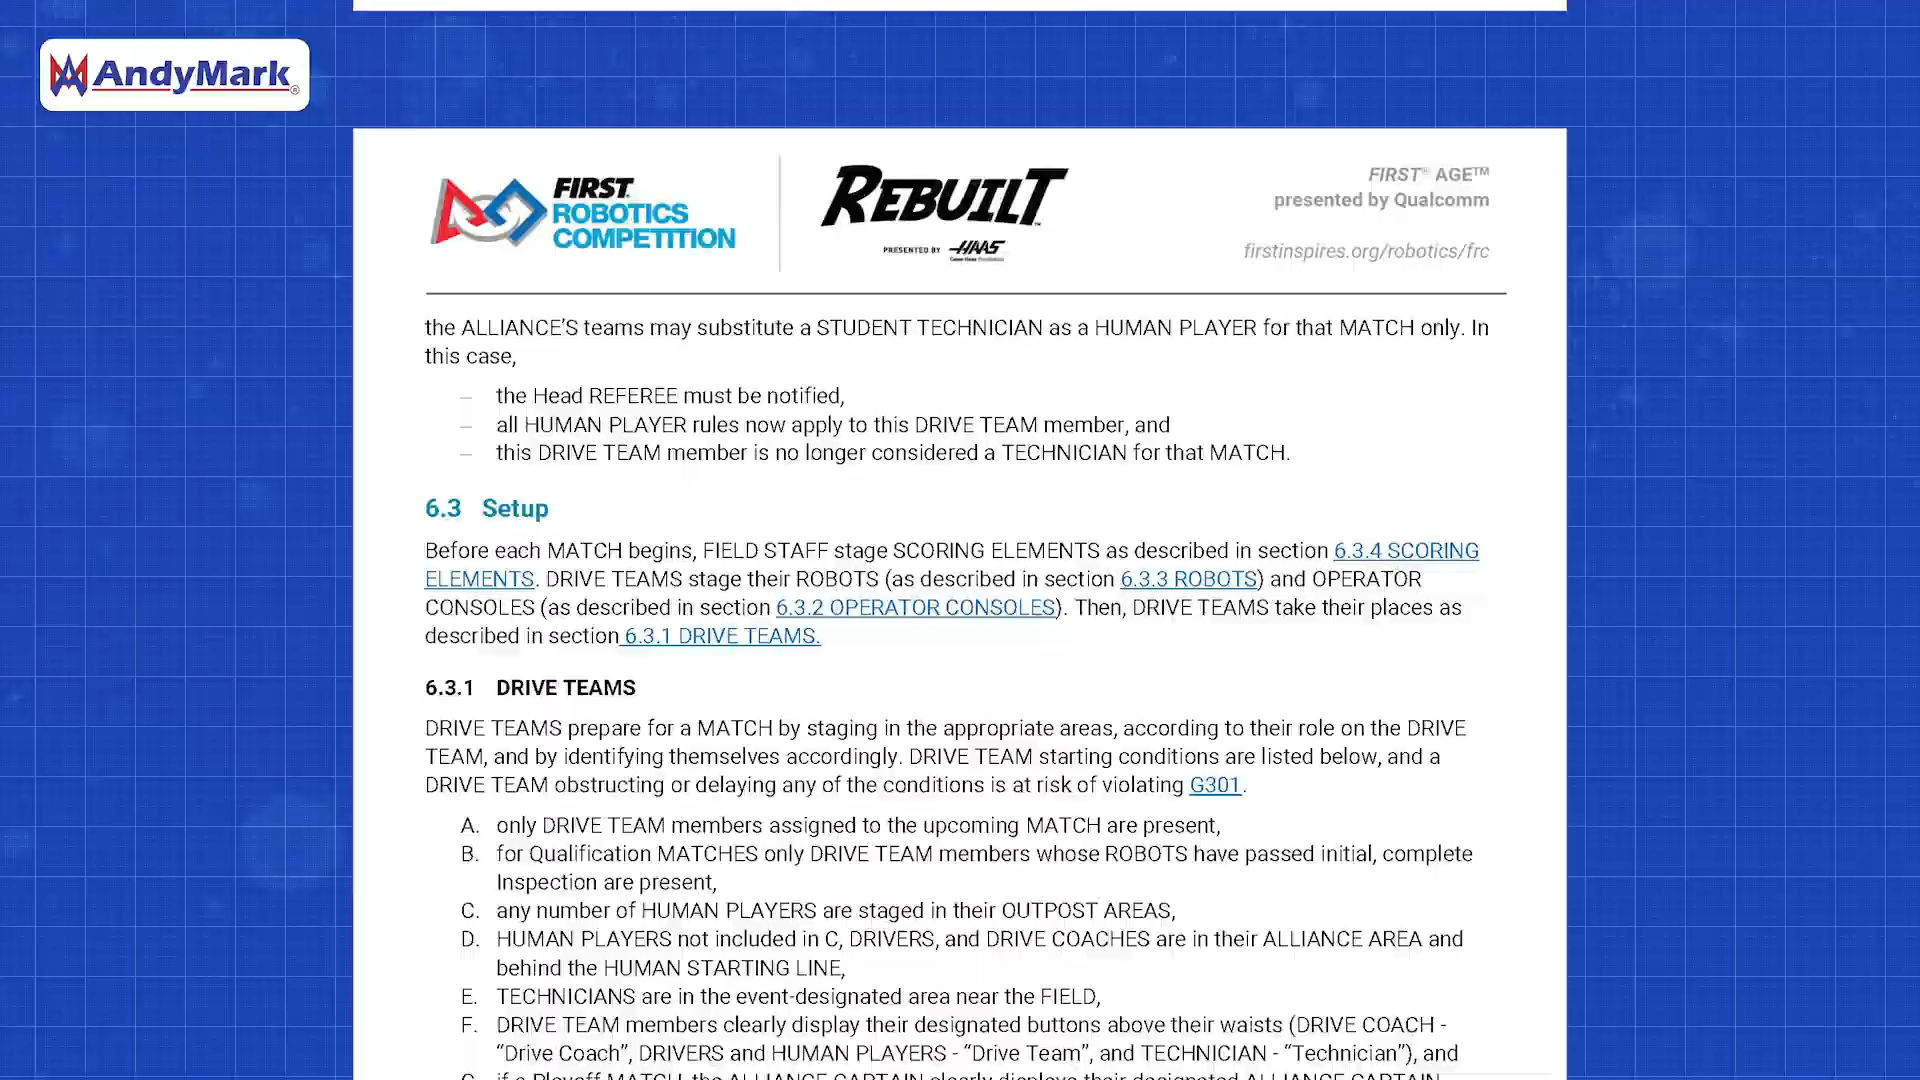 AndyMark
FIRST
ROBOTICS
COMPETITION
REBUILT
PRESENTED BY HAAS
FIRST® AGE™
presented by Qualcomm
firstinspires.org/robotics/frc
the ALLIANCE’S teams may substitute a STUDENT TECHNICIAN as a HUMAN PLAYER for that MATCH only. In
this case,
– the Head REFEREE must be notified,
– all HUMAN PLAYER rules now apply to this DRIVE TEAM member, and
– this DRIVE TEAM member is no longer considered a TECHNICIAN for that MATCH.
6.3 Setup
Before each MATCH begins, FIELD STAFF stage SCORING ELEMENTS as described in section 6.3.4 SCORING
ELEMENTS. DRIVE TEAMS stage their ROBOTS (as described in section 6.3.3 ROBOTS) and OPERATOR
CONSOLES (as described in section 6.3.2 OPERATOR CONSOLES). Then, DRIVE TEAMS take their places as
described in section 6.3.1 DRIVE TEAMS.
6.3.1 DRIVE TEAMS
DRIVE TEAMS prepare for a MATCH by staging in the appropriate areas, according to their role on the DRIVE
TEAM, and by identifying themselves accordingly. DRIVE TEAM starting conditions are listed below, and a
DRIVE TEAM obstructing or delaying any of the conditions is at risk of violating G301.
A. only DRIVE TEAM members assigned to the upcoming MATCH are present,
B. for Qualification MATCHES only DRIVE TEAM members whose ROBOTS have passed initial, complete
Inspection are present,
C. any number of HUMAN PLAYERS are staged in their OUTPOST AREAS,
D. HUMAN PLAYERS not included in C, DRIVERS, and DRIVE COACHES are in their ALLIANCE AREA and
behind the HUMAN STARTING LINE,
E. TECHNICIANS are in the event-designated area near the FIELD,
F. DRIVE TEAM members clearly display their designated buttons above their waists (DRIVE COACH -
“Drive Coach”, DRIVERS and HUMAN PLAYERS - “Drive Team”, and TECHNICIAN - “Technician”), and
G. if a Playoff MATCH, the ALLIANCE CAPTAIN clearly displays their designated ALLIANCE CAPTAIN